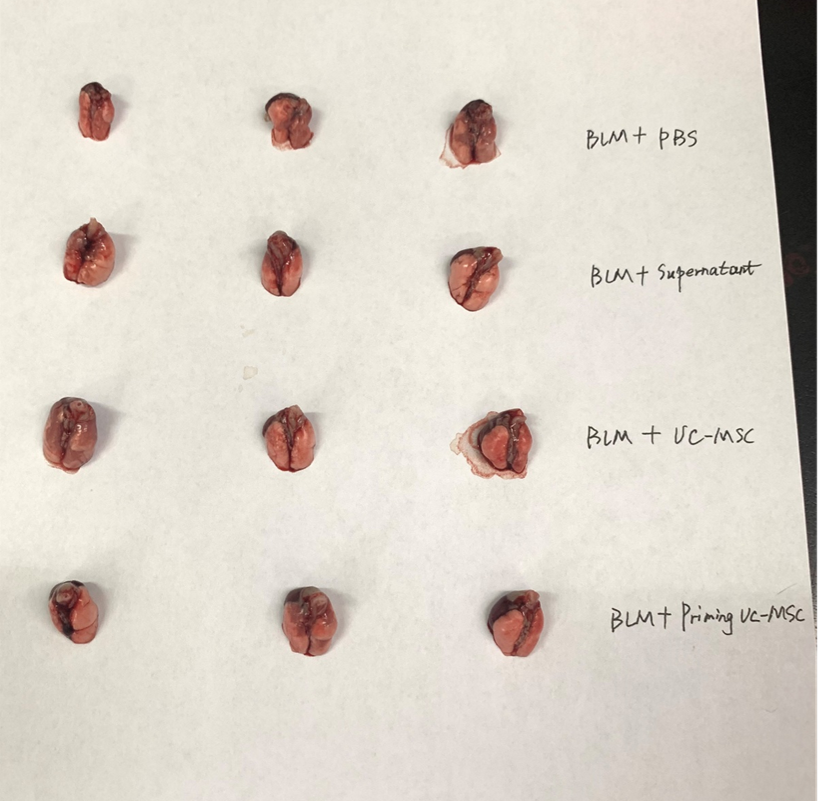 BLM + PBS
BLM + Supernatant
BLM + UC-MSC
BLM + Priming UC-MSC